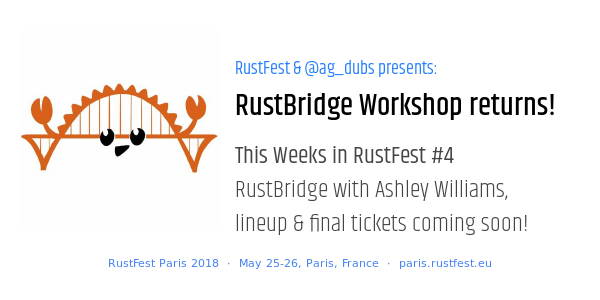 RustFest & @ag_dubs presents:
RustBridge Workshop returns!
This Weeks in RustFest #4
RustBridge with Ashley Williams,
lineup & final tickets coming soon!
RustFest Paris 2018 · May 25-26, Paris, France · paris.rustfest.eu